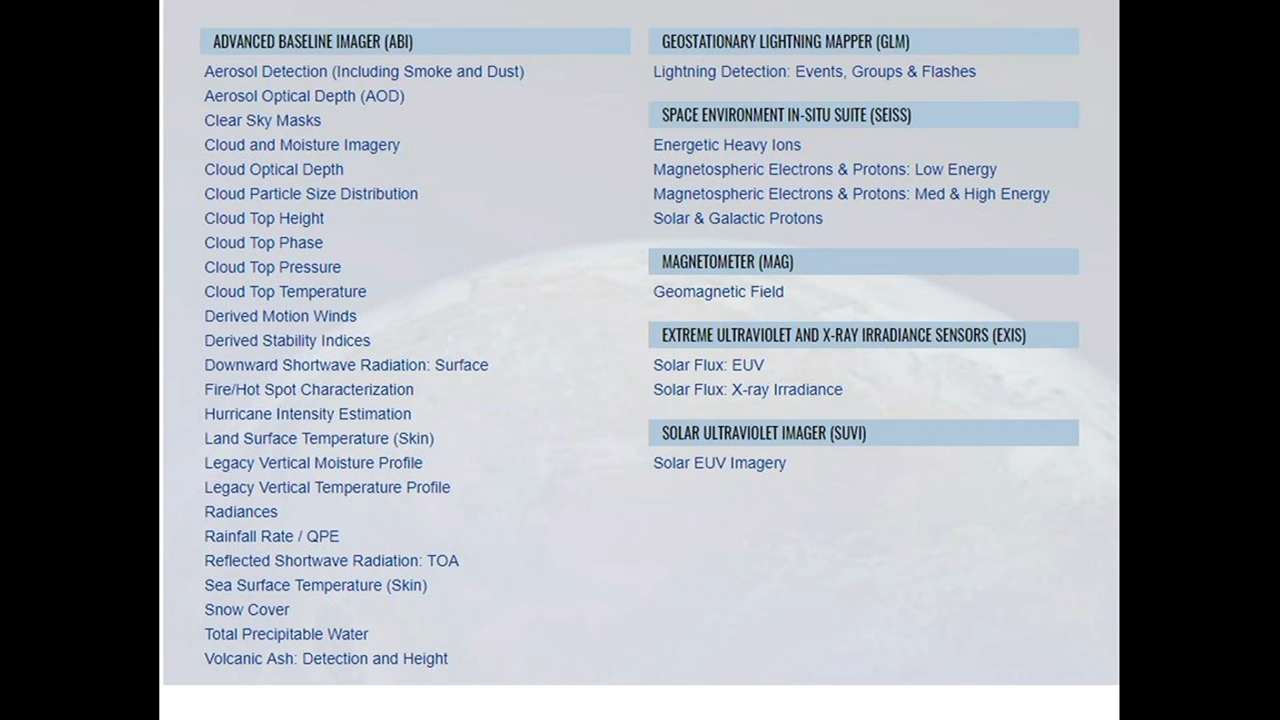 ADVANCED BASELINE IMAGER (ABI)
Aerosol Detection (Including Smoke and Dust)
Aerosol Optical Depth (AOD)
Clear Sky Masks
Cloud and Moisture Imagery
Cloud Optical Depth
Cloud Particle Size Distribution
Cloud Top Height
Cloud Top Phase
Cloud Top Pressure
Cloud Top Temperature
Derived Motion Winds
Derived Stability Indices
Downward Shortwave Radiation: Surface
Fire/Hot Spot Characterization
Hurricane Intensity Estimation
Land Surface Temperature (Skin)
Legacy Vertical Moisture Profile
Legacy Vertical Temperature Profile
Radiances
Rainfall Rate / QPE
Reflected Shortwave Radiation: TOA
Sea Surface Temperature (Skin)
Snow Cover
Total Precipitable Water
Volcanic Ash: Detection and Height
GEOSTATIONARY LIGHTNING MAPPER (GLM)
Lightning Detection: Events, Groups & Flashes
SPACE ENVIRONMENT IN-SITU SUITE (SEISS)
Energetic Heavy Ions
Magnetospheric Electrons & Protons: Low Energy
Magnetospheric Electrons & Protons: Med & High Energy
Solar & Galactic Protons
MAGNETOMETER (MAG)
Geomagnetic Field
EXTREME ULTRAVIOLET AND X-RAY IRRADIANCE SENSORS (EXIS)
Solar Flux: EUV
Solar Flux: X-ray Irradiance
SOLAR ULTRAVIOLET IMAGER (SUVI)
Solar EUV Imagery